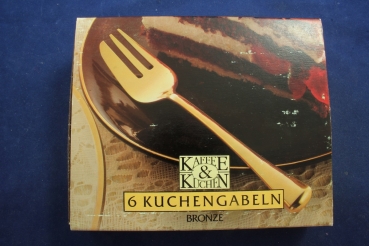 KAFFEE
& KUCHEN
6 KUCHENGABELN
BRONZE